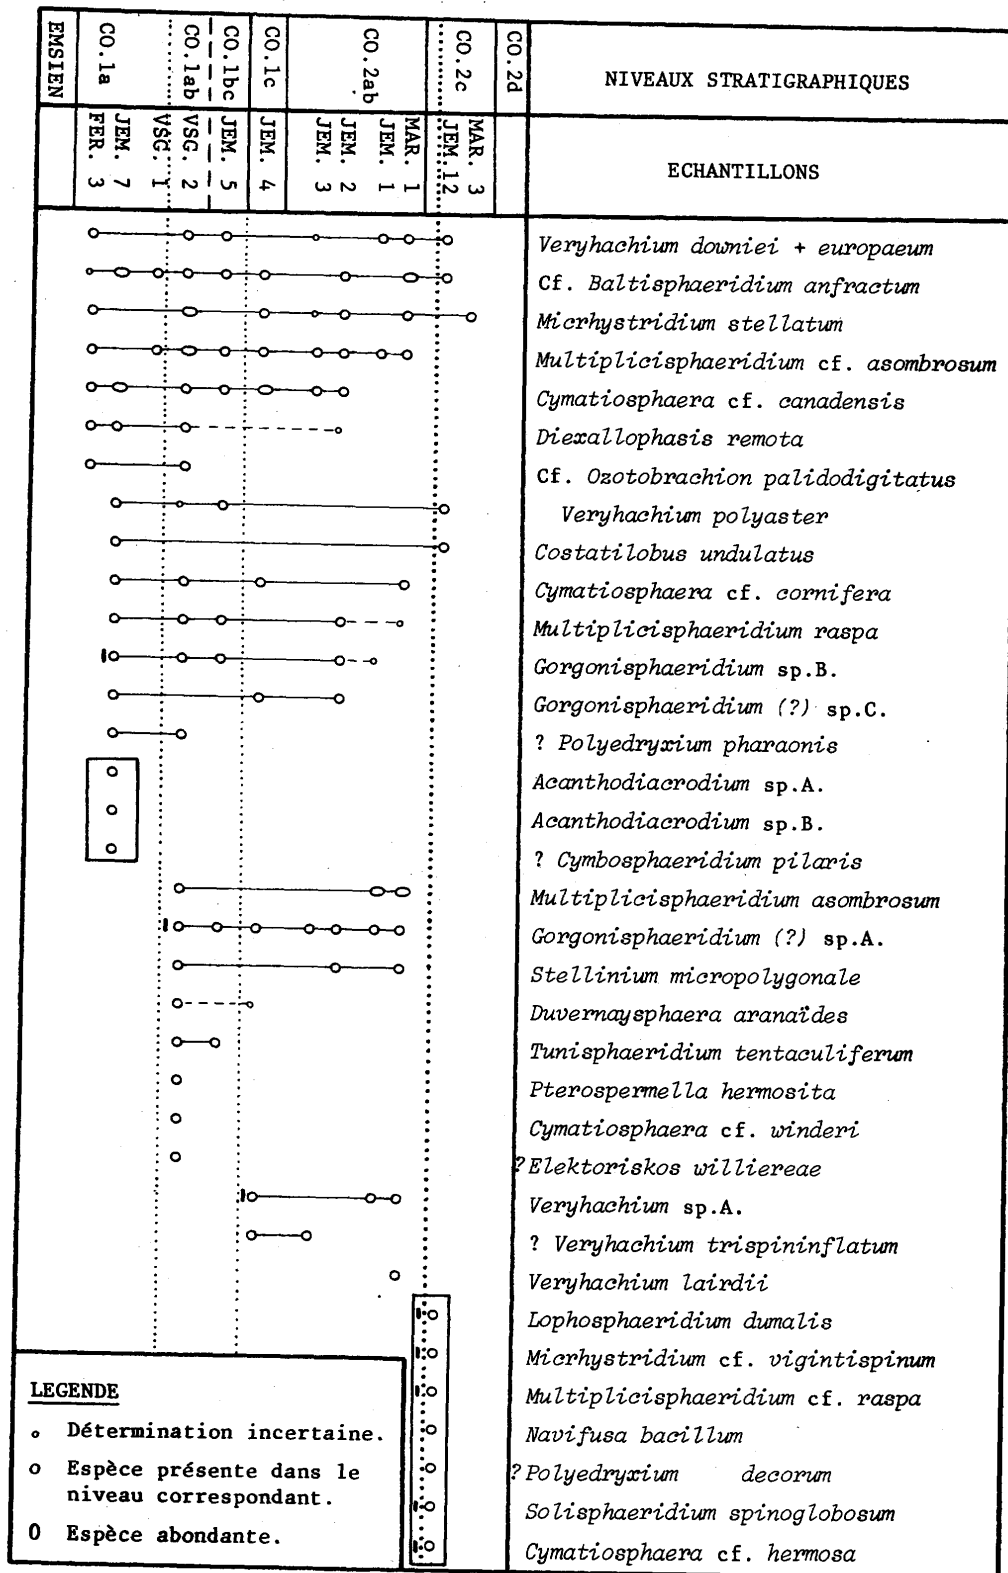 EMSIEN
CO.1a
CO.1ab
CO.1bc
CO.1c
CO.2ab
CO.2c
CO.2d
NIVEAUX STRATIGRAPHIQUES
FER. 3
JEM. 7
VSG. 1
VSG. 2
JEM. 5
JEM. 4
JEM. 3
JEM. 2
JEM. 1
MAR. 1
JEM.12
MAR. 3
ECHANTILLONS
Veryhachium downiei + europaeum
Cf. Baltisphaeridium anfractum
Micrhystridium stellatum
Multiplicisphaeridium cf. asombrosum
Cymatiosphaera cf. canadensis
Diexallophasis remota
Cf. Ozotobrachion palidodigitatus
Veryhachium polyaster
Costatilobus undulatus
Cymatiosphaera cf. cornifera
Multiplicisphaeridium raspa
Gorgonisphaeridium sp.B.
Gorgonisphaeridium (?) sp.C.
? Polyedryxium pharaonis
Acanthodiacrodium sp.A.
Acanthodiacrodium sp.B.
? Cymbosphaeridium pilaris
Multiplicisphaeridium asombrosum
Gorgonisphaeridium (?) sp.A.
Stellinium micropolygonale
Duvernaysphaera aranaïdes
Tunisphaeridium tentaculiferum
Pterospermella hermosita
Cymatiosphaera cf. winderi
?Elektoriskos williereae
Veryhachium sp.A.
? Veryhachium trispininflatum
Veryhachium lairdii
Lophosphaeridium dumalis
Micrhystridium cf. vigintispinum
Multiplicisphaeridium cf. raspa
Navifusa bacillum
?Polyedryxium decorum
Solisphaeridium spinoglobosum
Cymatiosphaera cf. hermosa
LEGENDE
o Détermination incertaine.
o Espèce présente dans le
niveau correspondant.
0 Espèce abondante.